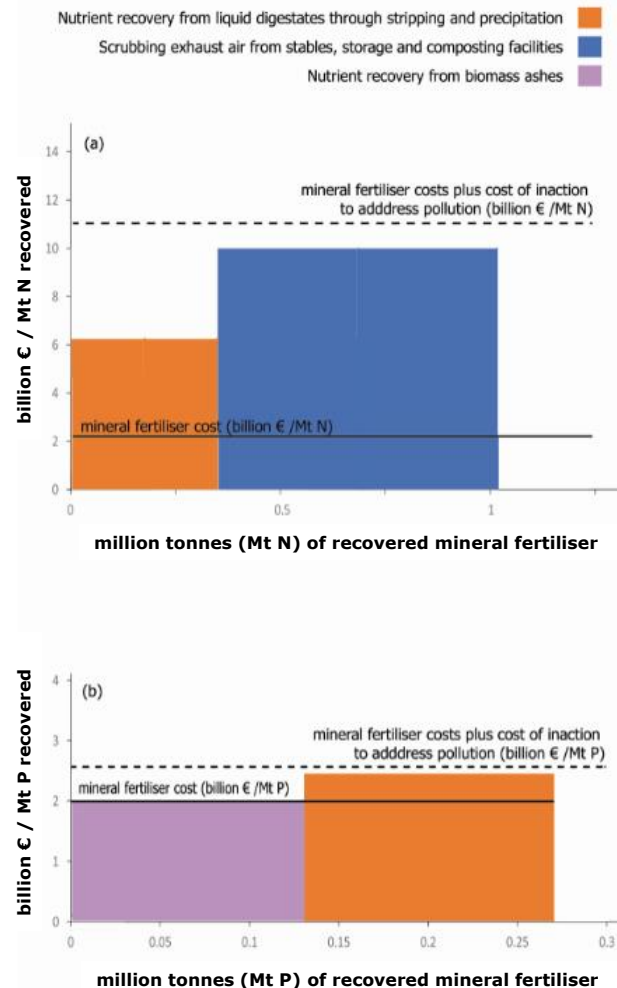 Nutrient recovery from liquid digestates through stripping and precipitation
Scrubbing exhaust air from stables, storage and composting facilities
Nutrient recovery from biomass ashes
(a)
billion € / Mt N recovered
14
12
10
8
6
4
2
0
mineral fertiliser costs plus cost of inaction
to adddress pollution (billion € /Mt N)
mineral fertiliser cost (billion € /Mt N)
0
0.5
1
million tonnes (Mt N) of recovered mineral fertiliser
(b)
billion € / Mt P recovered
4
3
2
1
0
mineral fertiliser costs plus cost of inaction
to adddress pollution (billion € /Mt P)
mineral fertiliser cost (billion € /Mt P)
0
0.05
0.1
0.15
0.2
0.25
0.3
million tonnes (Mt P) of recovered mineral fertiliser